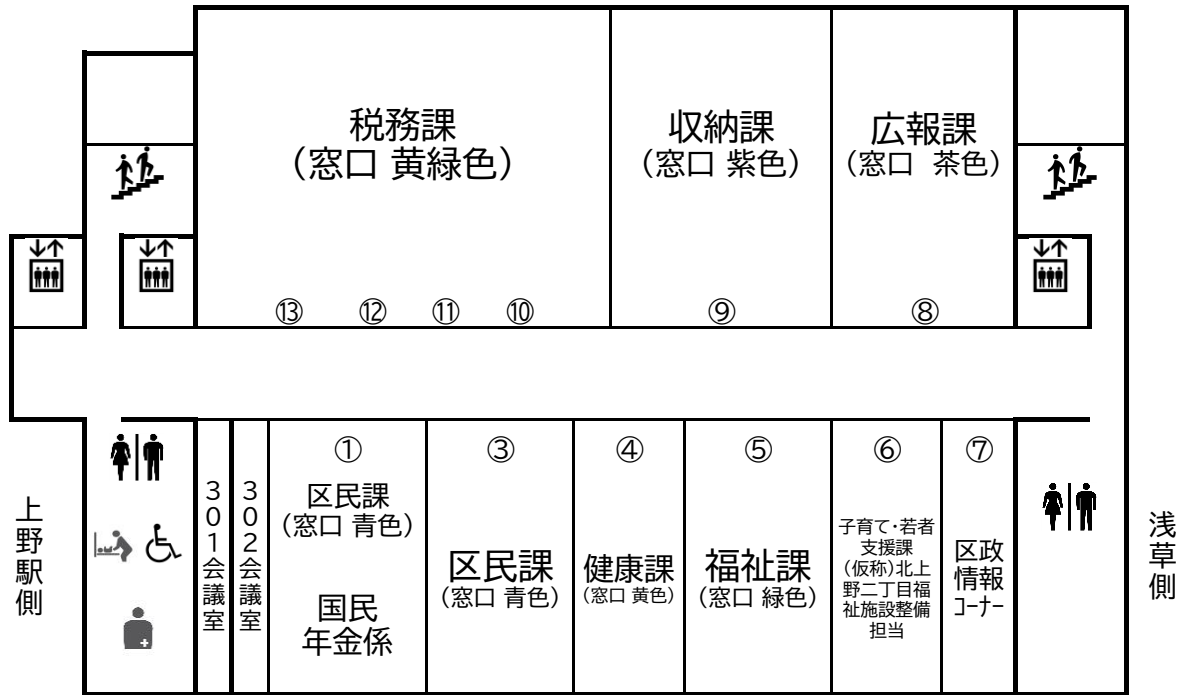 税務課
(窓口 黄緑色)
収納課
(窓口 紫色)
広報課
(窓口 茶色)
⑬
⑫
⑪
⑩
⑨
⑧
上野駅側
301会議室
302会議室
①
区民課
(窓口 青色)
国民
年金係
③
区民課
(窓口 青色)
④
健康課
(窓口 黄色)
⑤
福祉課
(窓口 緑色)
⑥
子育て・若者
支援課
(仮称)北上
野二丁目福
祉施設整備
担当
⑦
区政
情報
コーナー
浅草側